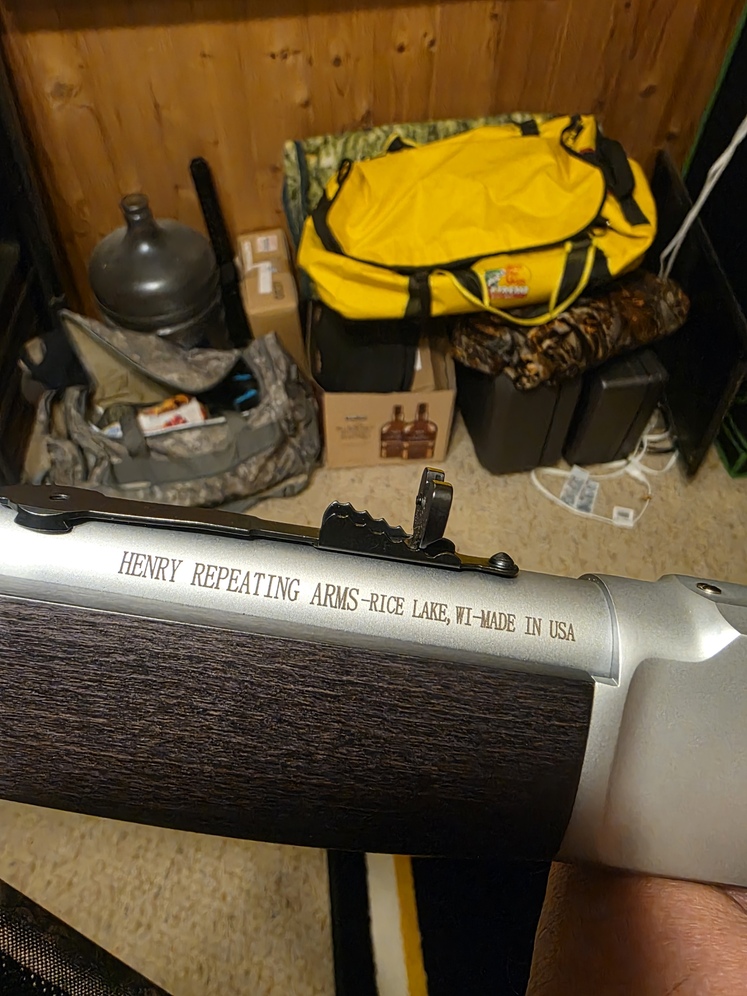 HENRY REPEATING ARMS-RICE LAKE, WI-MADE IN USA